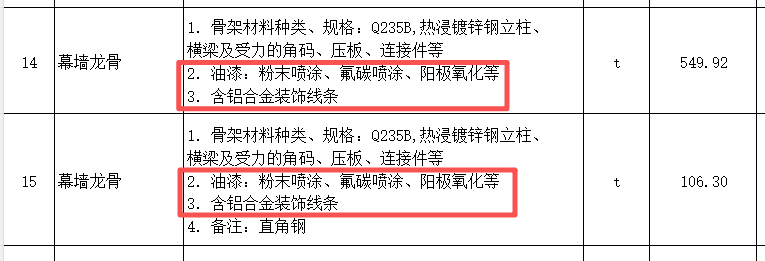 1. 骨架材料种类、规格：Q235B,热浸镀锌钢立柱、
横梁及受力的角码、压板、连接件等
14 幕墙龙骨 t 549.92
2. 油漆：粉末喷涂、氟碳喷涂、阳极氧化等
3. 含铝合金装饰线条
1. 骨架材料种类、规格：Q235B,热浸镀锌钢立柱、
横梁及受力的角码、压板、连接件等
15 幕墙龙骨 t 106.30
2. 油漆：粉末喷涂、氟碳喷涂、阳极氧化等
3. 含铝合金装饰线条
4. 备注：直角钢